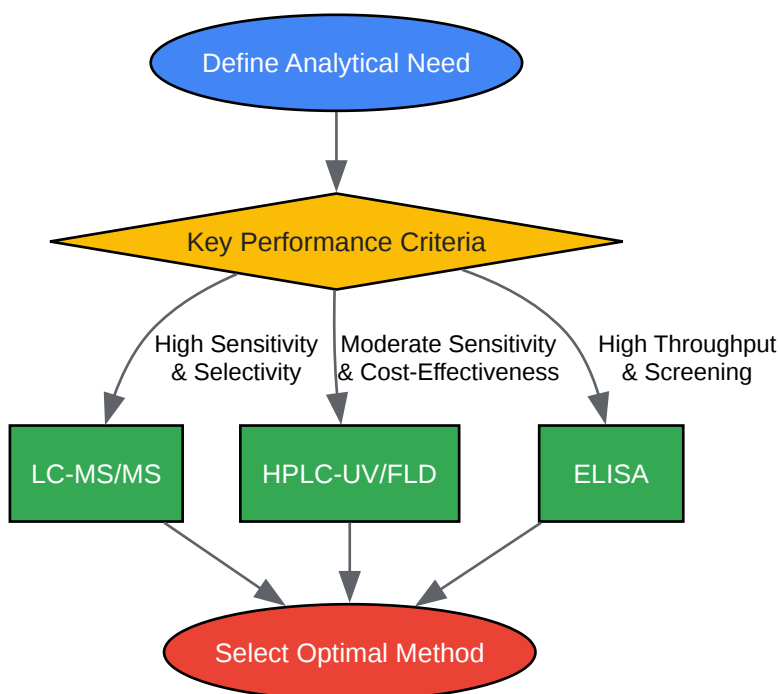 Define Analytical Need
Key Performance Criteria
High Sensitivity
& Selectivity
Moderate Sensitivity
& Cost-Effectiveness
High Throughput
& Screening
LC-MS/MS
HPLC-UV/FLD
ELISA
Select Optimal Method